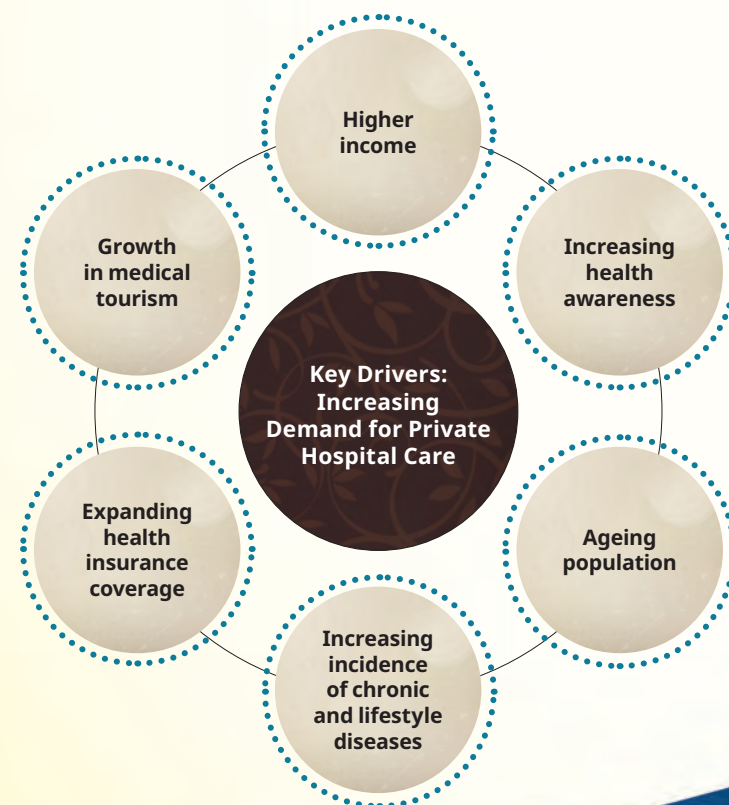 Higher
income
Increasing
health
awareness
Ageing
population
Increasing
incidence
of chronic
and lifestyle
diseases
Expanding
health
insurance
coverage
Growth
in medical
tourism
Key Drivers:
Increasing
Demand for Private
Hospital Care